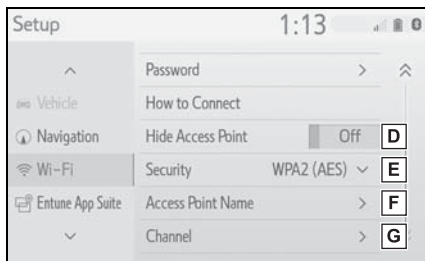 Setup 1:13 0
Password
Vehicle How to Connect
Navigation Hide Access Point Off D
Wi-Fi Security WPA2 (AES) E
Entune App Suite Access Point Name F
Channel G